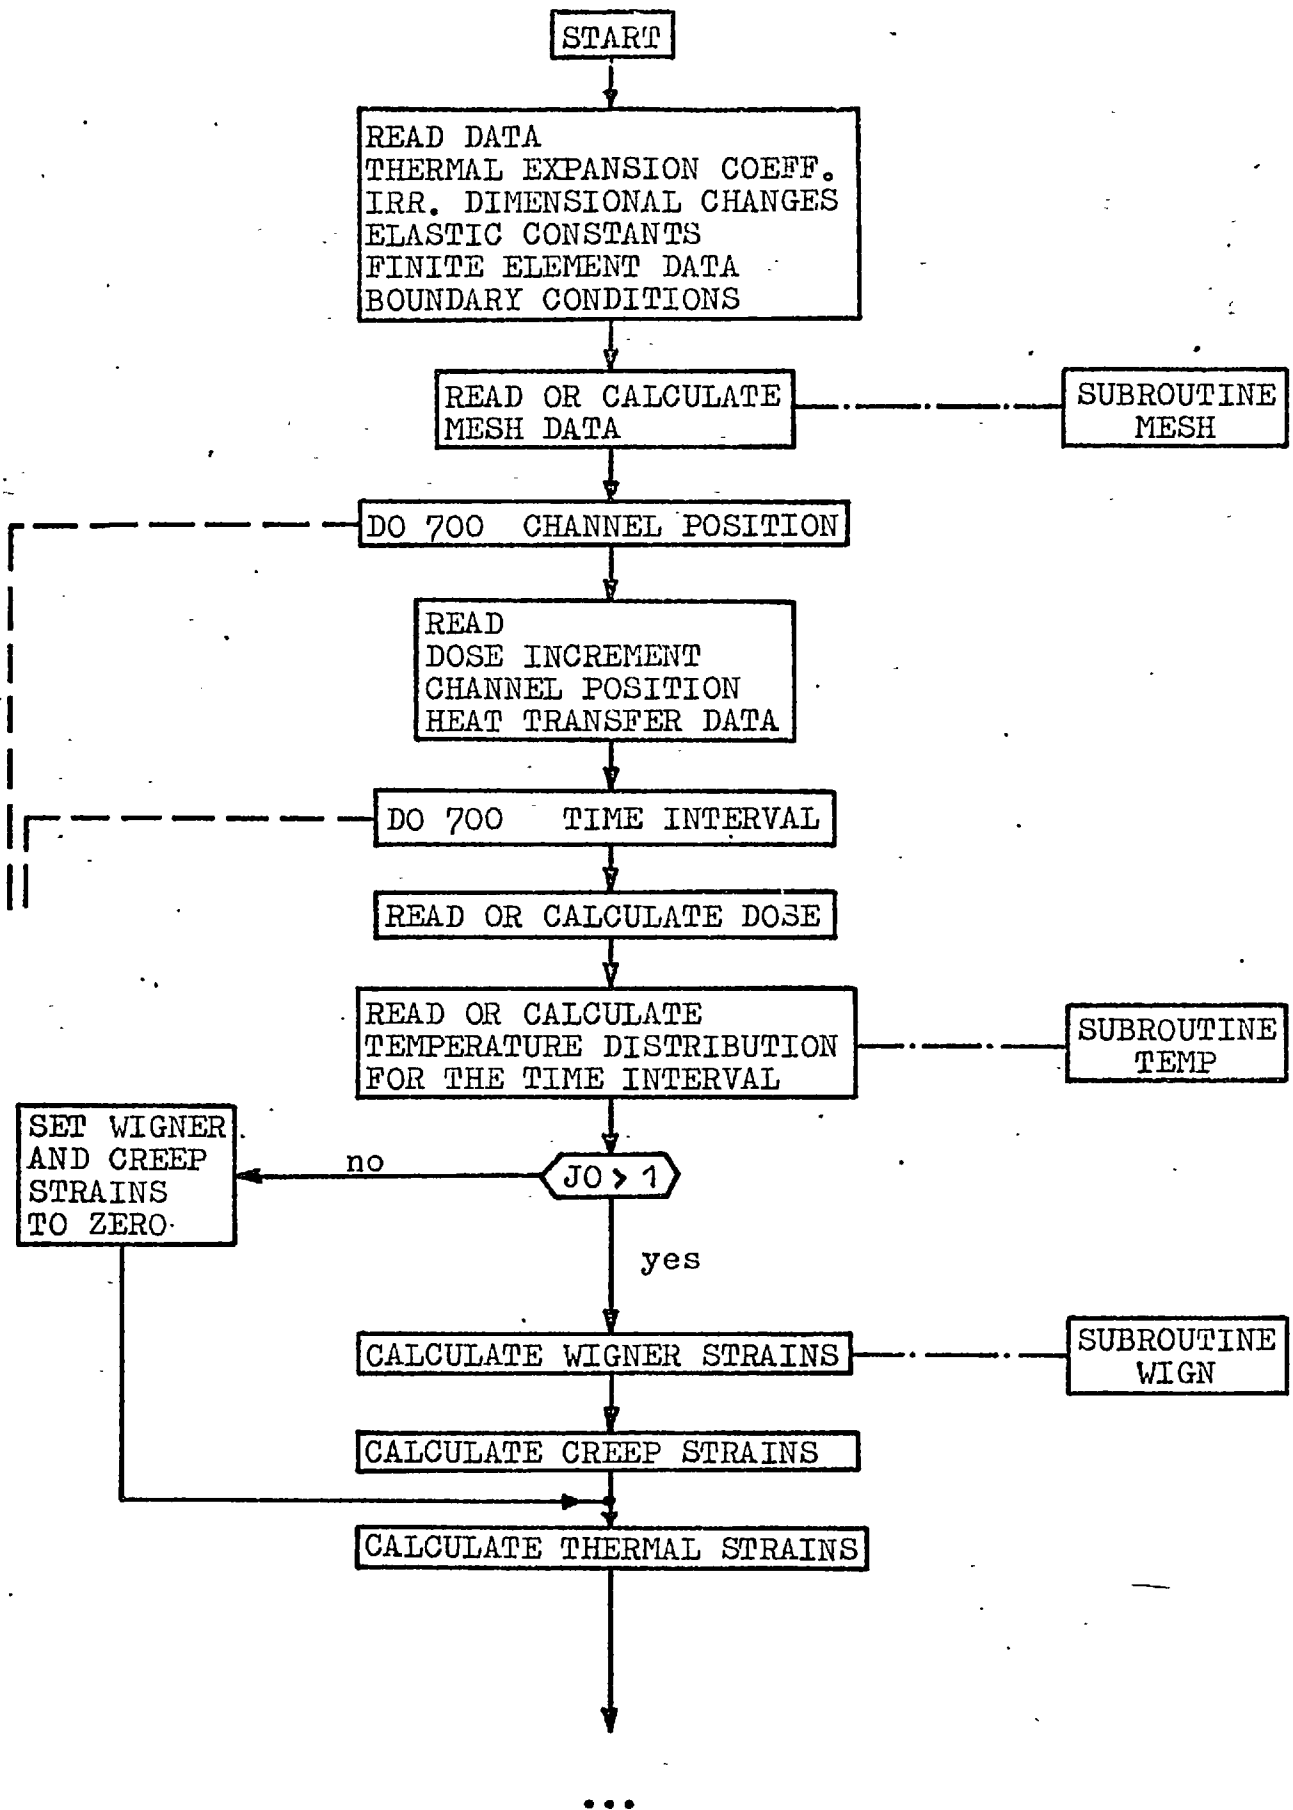 START
READ DATA
THERMAL EXPANSION COEFF.
IRR. DIMENSIONAL CHANGES
ELASTIC CONSTANTS
FINITE ELEMENT DATA
BOUNDARY CONDITIONS
READ OR CALCULATE
MESH DATA
SUBROUTINE
MESH
DO 700 CHANNEL POSITION
READ
DOSE INCREMENT
CHANNEL POSITION
HEAT TRANSFER DATA
DO 700 TIME INTERVAL
READ OR CALCULATE DOSE
READ OR CALCULATE
TEMPERATURE DISTRIBUTION
FOR THE TIME INTERVAL
SUBROUTINE
TEMP
SET WIGNER
AND CREEP
STRAINS
TO ZERO
no
JO > 1
yes
CALCULATE WIGNER STRAINS
SUBROUTINE
WIGN
CALCULATE CREEP STRAINS
CALCULATE THERMAL STRAINS
...